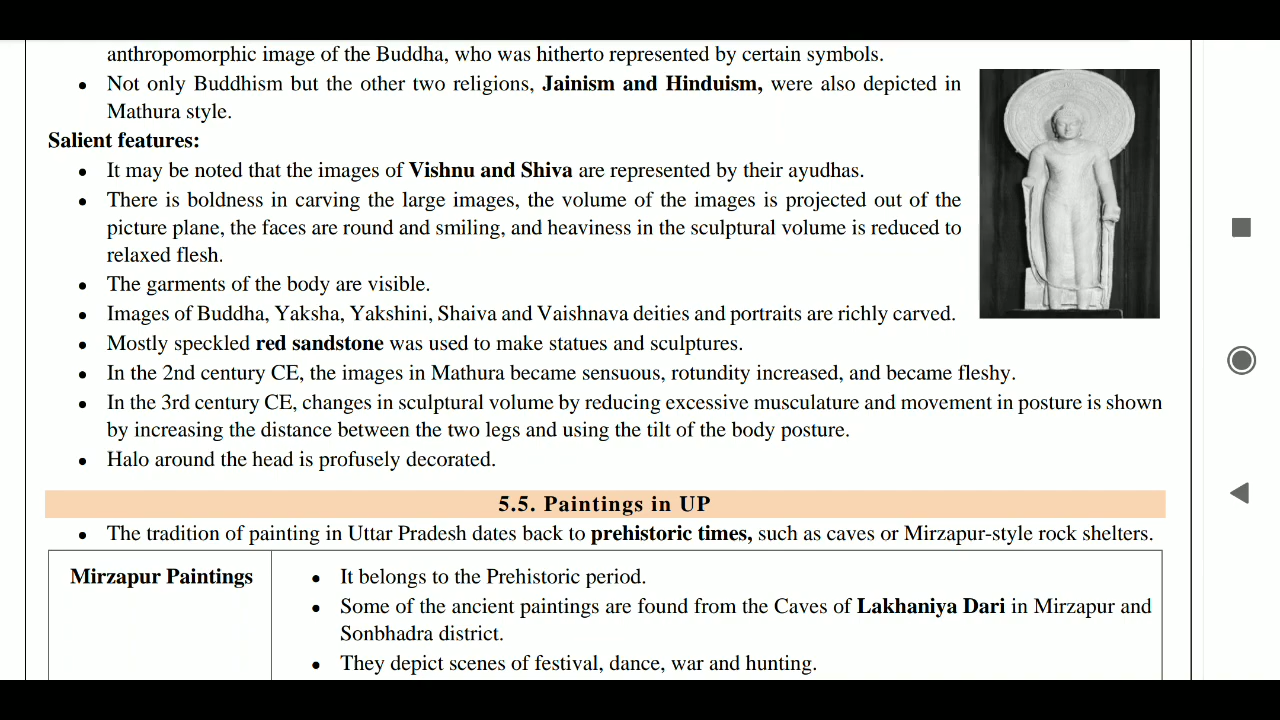 anthropomorphic image of the Buddha, who was hitherto represented by certain symbols.
• Not only Buddhism but the other two religions, Jainism and Hinduism, were also depicted in
Mathura style.
Salient features:
• It may be noted that the images of Vishnu and Shiva are represented by their ayudhas.
• There is boldness in carving the large images, the volume of the images is projected out of the
picture plane, the faces are round and smiling, and heaviness in the sculptural volume is reduced to
relaxed flesh.
• The garments of the body are visible.
• Images of Buddha, Yaksha, Yakshini, Shaiva and Vaishnava deities and portraits are richly carved.
• Mostly speckled red sandstone was used to make statues and sculptures.
• In the 2nd century CE, the images in Mathura became sensuous, rotundity increased, and became fleshy.
• In the 3rd century CE, changes in sculptural volume by reducing excessive musculature and movement in posture is shown
by increasing the distance between the two legs and using the tilt of the body posture.
• Halo around the head is profusely decorated.
5.5. Paintings in UP
• The tradition of painting in Uttar Pradesh dates back to prehistoric times, such as caves or Mirzapur-style rock shelters.
Mirzapur Paintings
• It belongs to the Prehistoric period.
• Some of the ancient paintings are found from the Caves of Lakhaniya Dari in Mirzapur and
Sonbhadra district.
• They depict scenes of festival, dance, war and hunting.